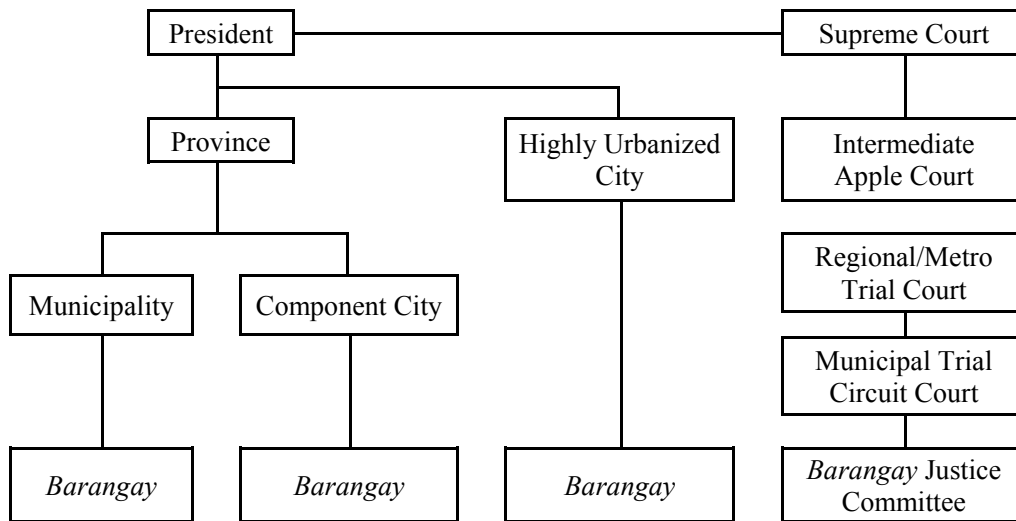 President
Supreme Court
Province
Highly Urbanized
City
Intermediate
Apple Court
Municipality
Component City
Regional/Metro
Trial Court
Municipal Trial
Circuit Court
Barangay
Barangay
Barangay
Barangay Justice
Committee